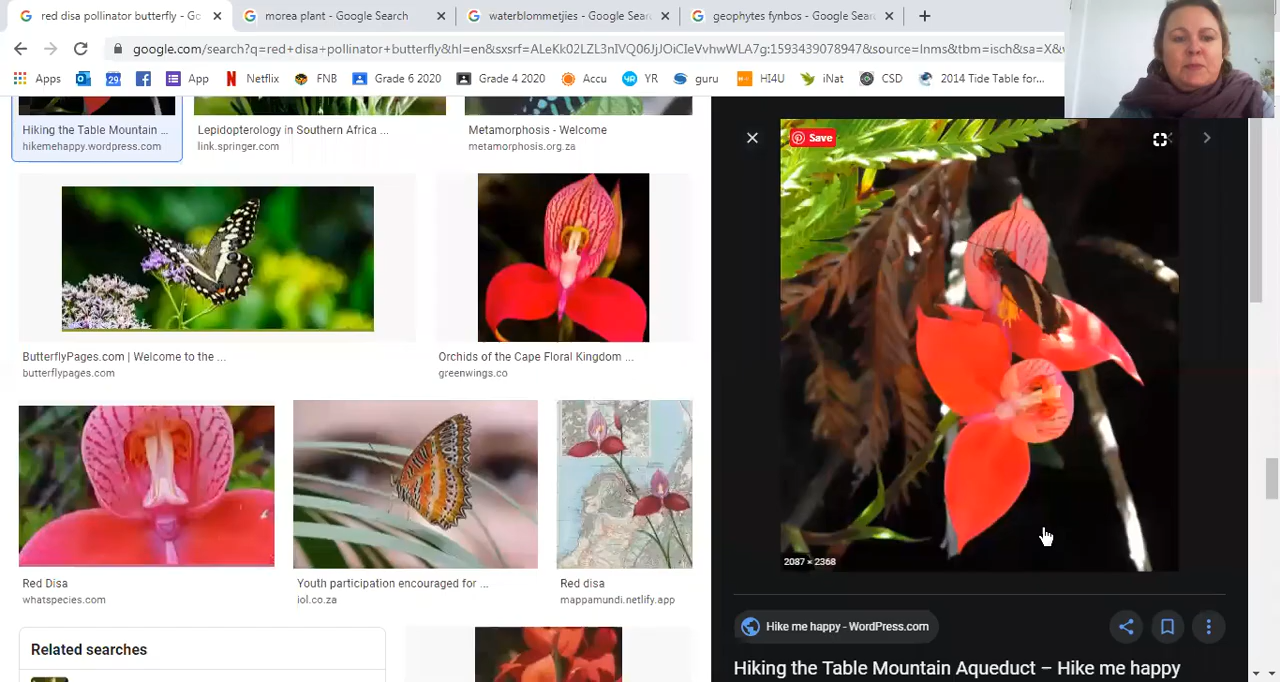 red disa pollinator butterfly - Go
morea plant - Google Search
waterblommetjies - Google Sear
geophytes fynbos - Google Sear
google.com/search?q=red+disa+pollinator+butterfly&hl=en&sxsrf=ALeKk02LZL3nIVQ06JjJOiCIeVvhwWLA7g:1593439078947&source=lnms&tbm=isch&sa=X&v
Apps
29
App
Netflix
FNB
Grade 6 2020
Grade 4 2020
Accu
YR
YR
guru
HI4U
iNat
CSD
2014 Tide Table for...
Hiking the Table Mountain ...
hikemehappy.wordpress.com
Lepidopterology in Southern Africa ...
link.springer.com
Metamorphosis - Welcome
metamorphosis.org.za
ButterflyPages.com | Welcome to the ...
butterflypages.com
Orchids of the Cape Floral Kingdom ...
greenwings.co
Red Disa
whatspecies.com
Youth participation encouraged for ...
iol.co.za
Red disa
mappamundi.netlify.app
Related searches
Save
2087 × 2368
Hike me happy - WordPress.com
Hiking the Table Mountain Aqueduct – Hike me happy